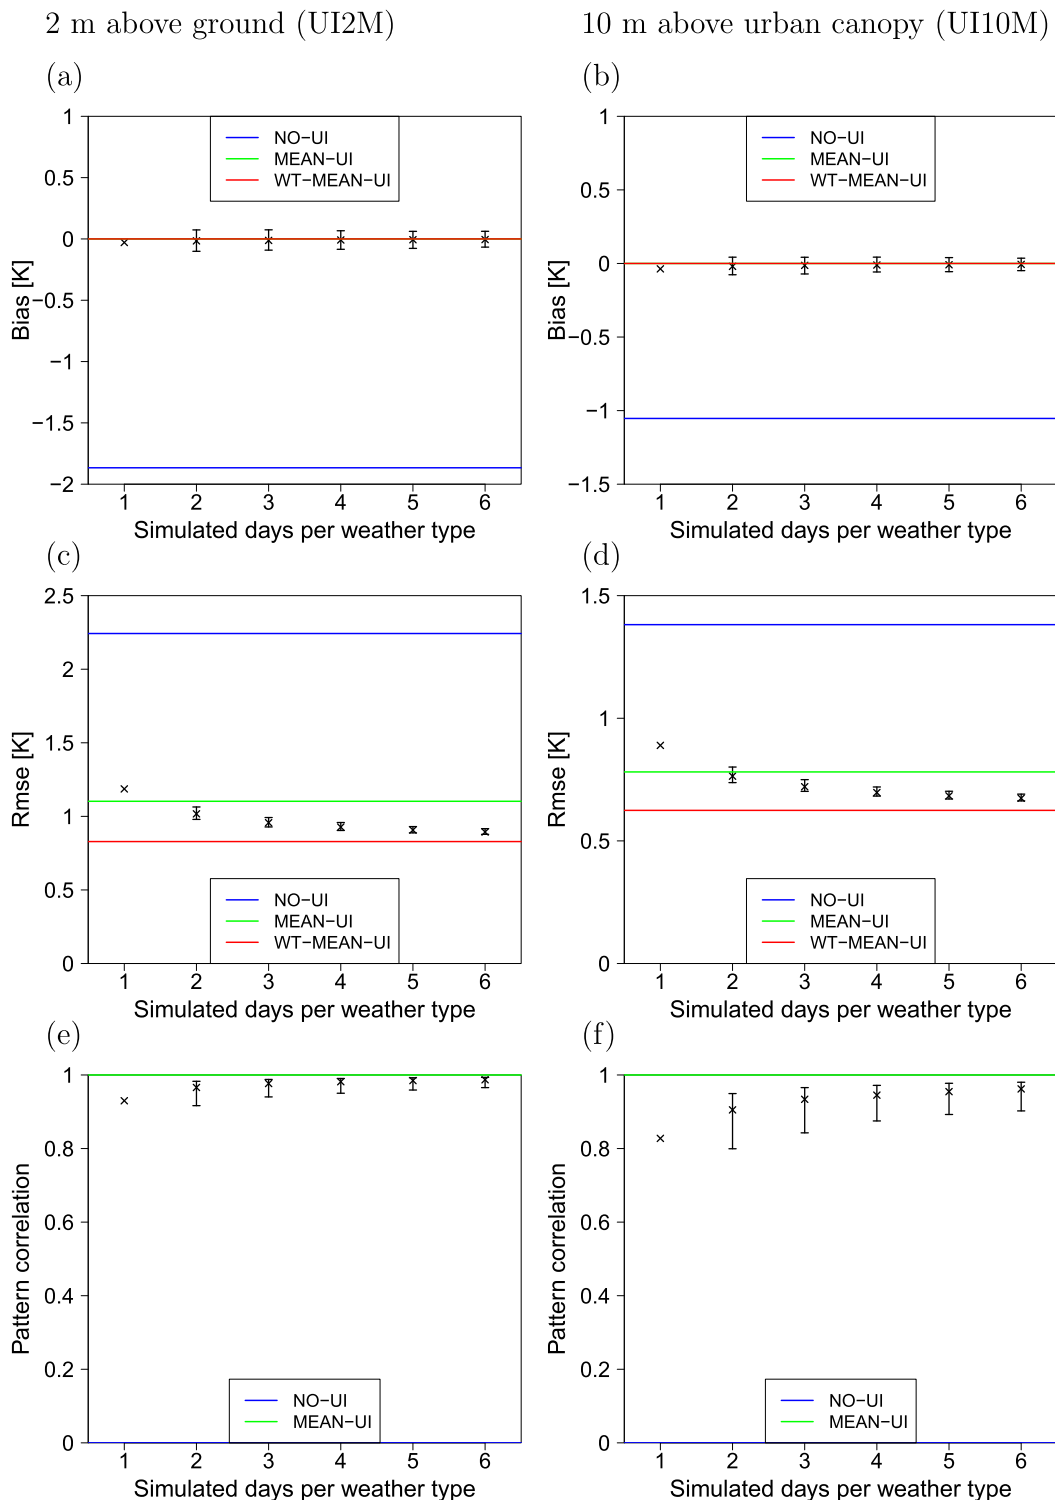 2 m above ground (UI2M)
10 m above urban canopy (UI10M)
(a)
1
0.5
0
−0.5
−1
−1.5
−2
Bias [K]
NO−UI
MEAN−UI
WT−MEAN−UI
1 2 3 4 5 6
Simulated days per weather type
(b)
1
0.5
0
−0.5
−1
−1.5
Bias [K]
NO−UI
MEAN−UI
WT−MEAN−UI
1 2 3 4 5 6
Simulated days per weather type
(c)
2.5
2
1.5
1
0.5
0
Rmse [K]
NO−UI
MEAN−UI
WT−MEAN−UI
1 2 3 4 5 6
Simulated days per weather type
(d)
1.5
1
0.5
0
Rmse [K]
NO−UI
MEAN−UI
WT−MEAN−UI
1 2 3 4 5 6
Simulated days per weather type
(e)
1
0.8
0.6
0.4
0.2
0
Pattern correlation
NO−UI
MEAN−UI
1 2 3 4 5 6
Simulated days per weather type
(f)
1
0.8
0.6
0.4
0.2
0
Pattern correlation
NO−UI
MEAN−UI
1 2 3 4 5 6
Simulated days per weather type